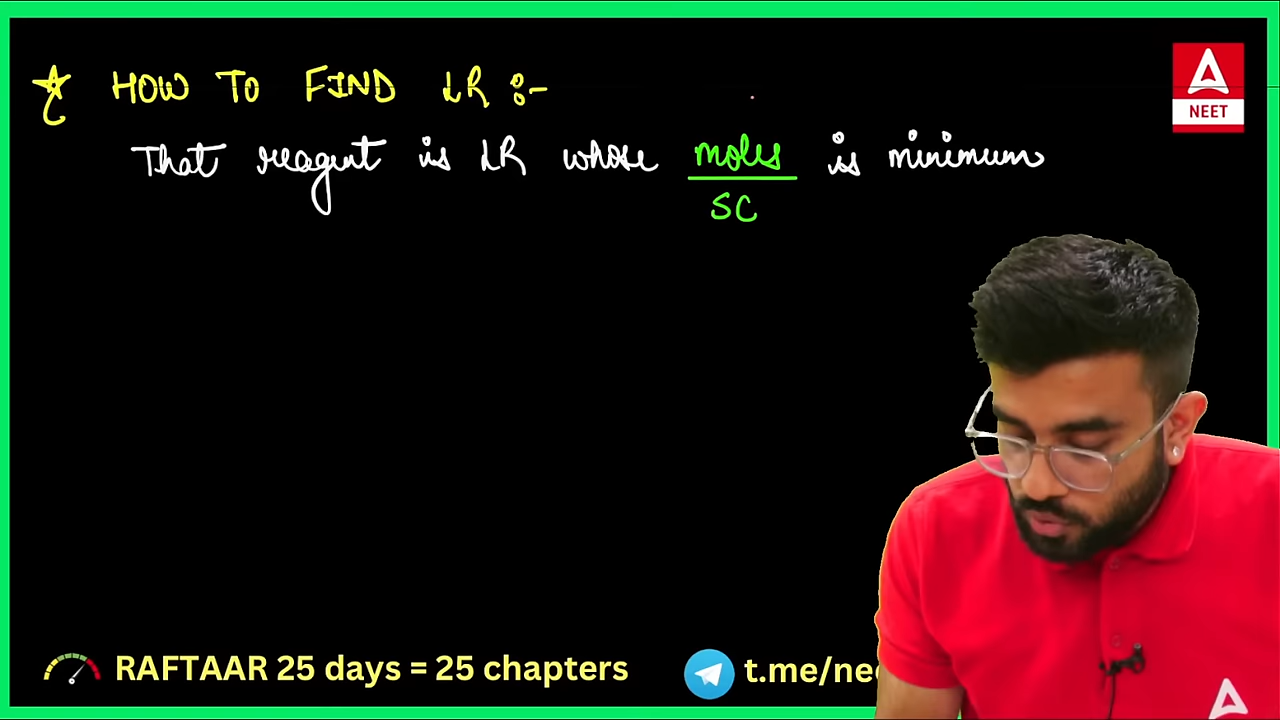 HOW TO FIND LR :-
That reagent is LR whose moles is minimum
SC
NEET
RAFTAAR 25 days = 25 chapters
t.me/nee